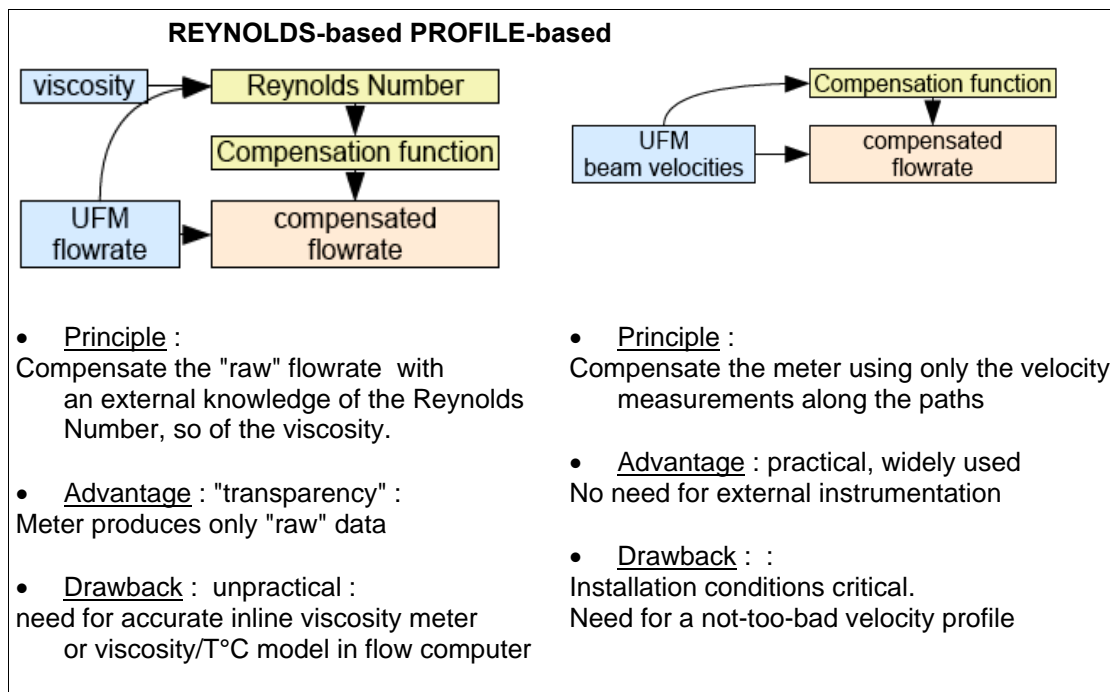 REYNOLDS-based PROFILE-based
viscosity
Reynolds Number
Compensation function
UFM
flowrate
compensated
flowrate
Compensation function
UFM
beam velocities
compensated
flowrate
• Principle :
Compensate the "raw" flowrate with
an external knowledge of the Reynolds
Number, so of the viscosity.
• Advantage : "transparency" :
Meter produces only "raw" data
• Drawback : unpractical :
need for accurate inline viscosity meter
or viscosity/T°C model in flow computer
• Principle :
Compensate the meter using only the velocity
measurements along the paths
• Advantage : practical, widely used
No need for external instrumentation
• Drawback : :
Installation conditions critical.
Need for a not-too-bad velocity profile